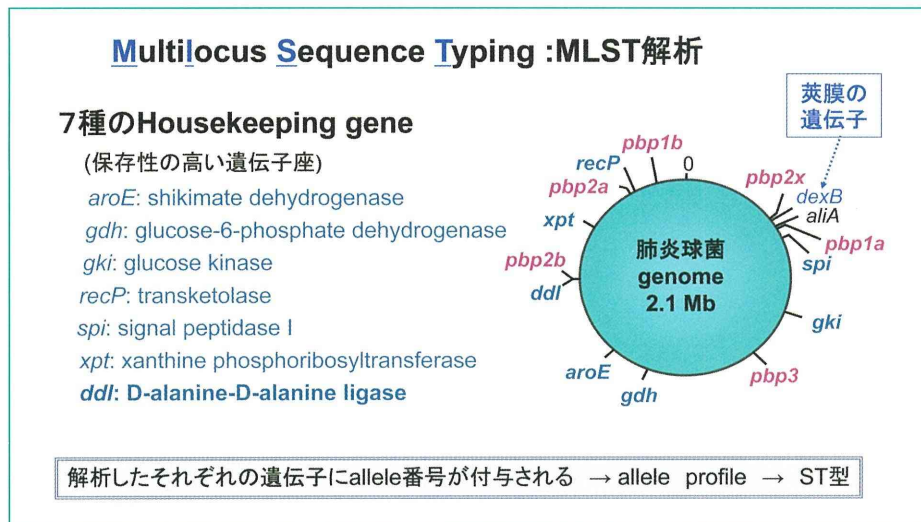 Multilocus Sequence Typing :MLST解析
7種のHousekeeping gene
(保存性の高い遺伝子座)
aroE: shikimate dehydrogenase
gdh: glucose-6-phosphate dehydrogenase
gki: glucose kinase
recP: transketolase
spi: signal peptidase I
xpt: xanthine phosphoribosyltransferase
ddl: D-alanine-D-alanine ligase
莢膜の
遺伝子
0
pbp1b
recP
pbp2a
xpt
pbp2b
ddl
aroE
gdh
pbp2x
dexB
aliA
pbp1a
spi
gki
pbp3
肺炎球菌
genome
2.1 Mb
解析したそれぞれの遺伝子にallele番号が付与される → allele profile → ST型